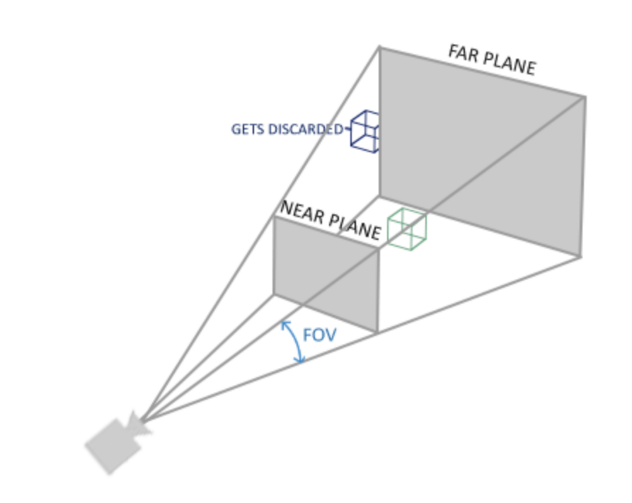 FAR PLANE
GETS DISCARDED
NEAR PLANE
FOV